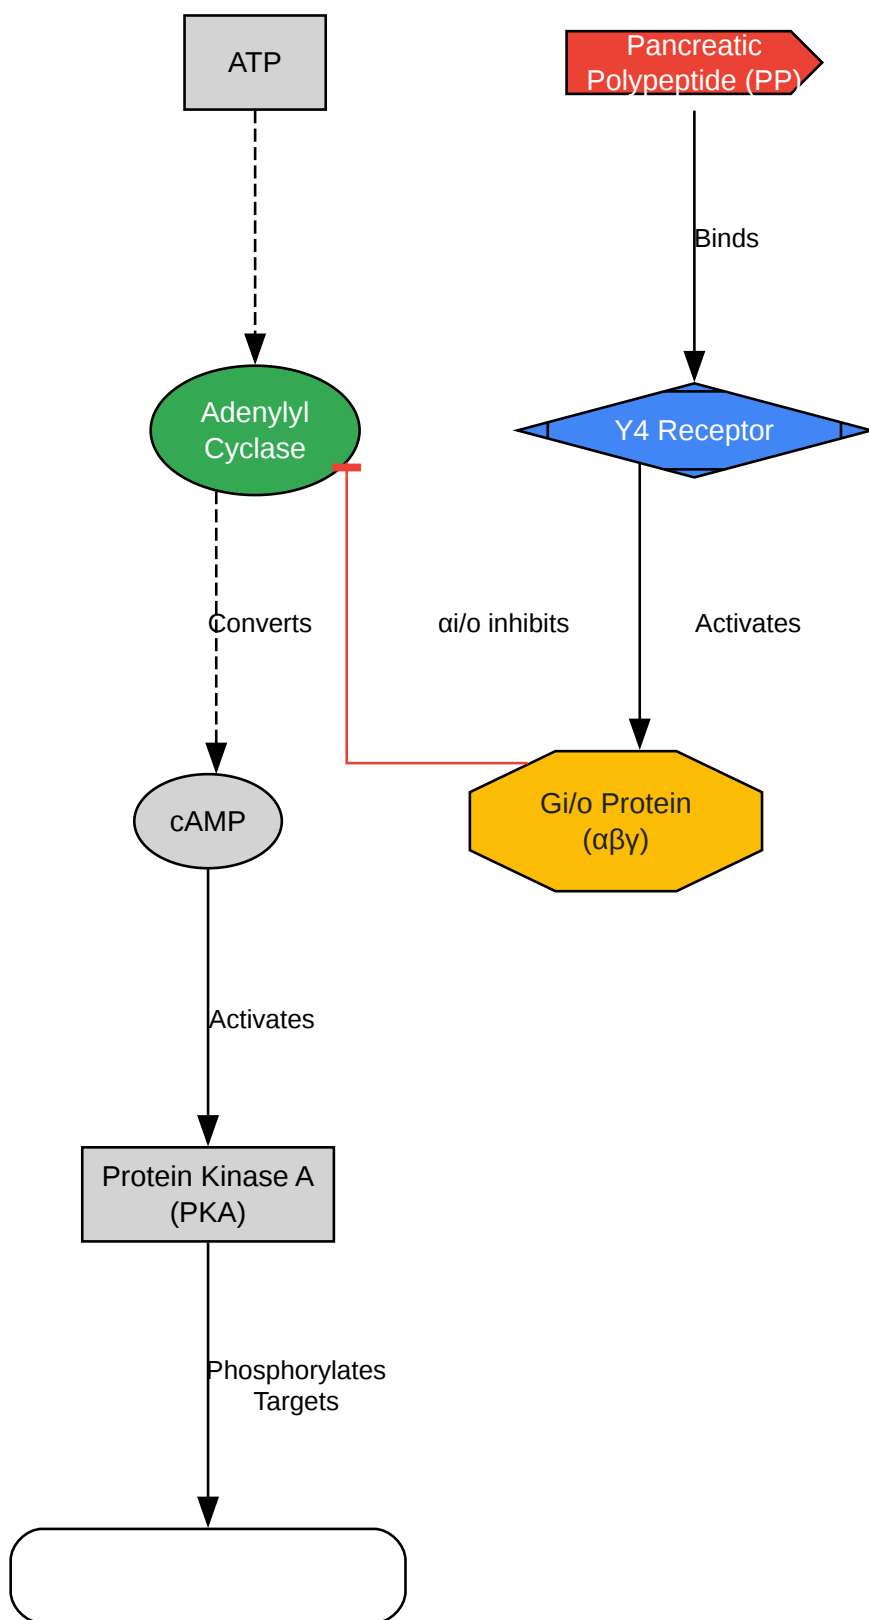 ATP
Pancreatic
Polypeptide (PP)
Binds
Adenylyl
Cyclase
Y4 Receptor
Converts
αi/o inhibits
Activates
cAMP
Gi/o Protein
(αβγ)
Activates
Protein Kinase A
(PKA)
Phosphorylates
Targets